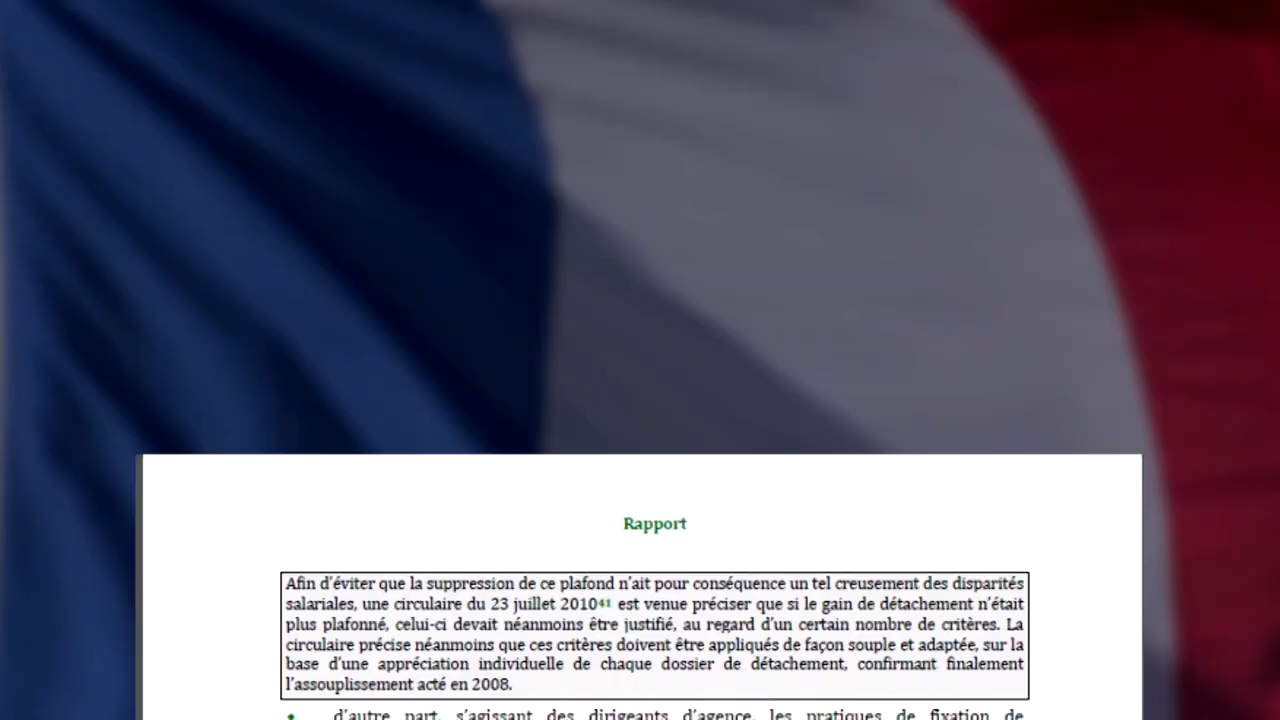 Rapport
Afin d'éviter que la suppression de ce plafond n'ait pour conséquence un tel creusement des disparités
salariales, une circulaire du 23 juillet 2010⁴¹ est venue préciser que si le gain de détachement n'était
plus plafonné, celui-ci devait néanmoins être justifié, au regard d'un certain nombre de critères. La
circulaire précise néanmoins que ces critères doivent être appliqués de façon souple et adaptée, sur la
base d'une appréciation individuelle de chaque dossier de détachement, confirmant finalement
l'assouplissement acté en 2008.
• d'autre part, s'agissant des dirigeants d'agence, les pratiques de fixation de